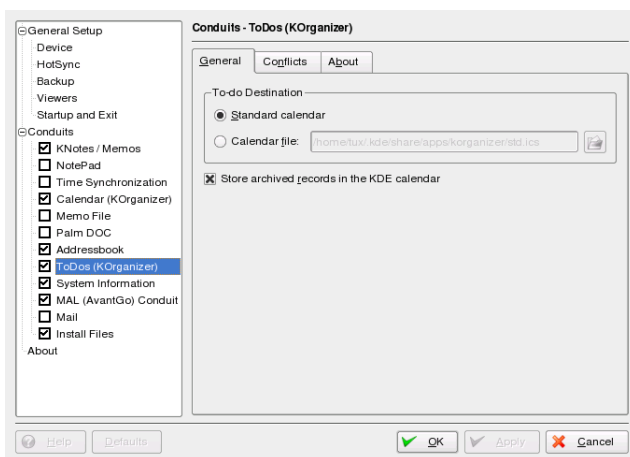 General Setup
Device
HotSync
Backup
Viewers
Startup and Exit
Conduits
KNotes / Memos
NotePad
Time Synchronization
Calendar (KOrganizer)
Memo File
Palm DOC
Addressbook
ToDos (KOrganizer)
System Information
MAL (AvantGo) Conduit
Mail
Install Files
About
Conduits - ToDos (KOrganizer)
General Conflicts About
To-do Destination
Standard calendar
Calendar file: /home/tux/.kde/share/apps/korganizer/std.ics
Store archived records in the KDE calendar
Help Defaults OK Apply Cancel